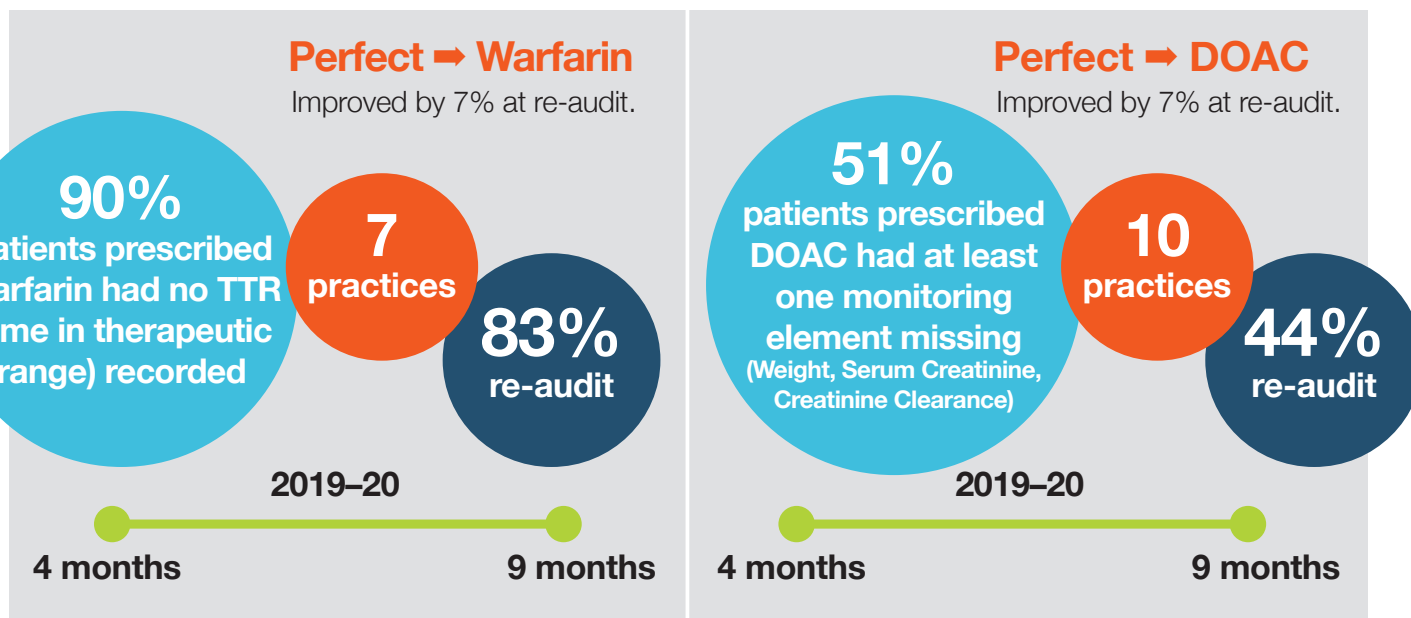 Perfect ➡ Warfarin
Improved by 7% at re-audit.
90%
atients prescribed
arfarin had no TTR
me in therapeutic
range) recorded
7
practices
83%
re-audit
2019–20
4 months
9 months
Perfect ➡ DOAC
Improved by 7% at re-audit.
51%
patients prescribed
DOAC had at least
one monitoring
element missing
(Weight, Serum Creatinine,
Creatinine Clearance)
10
practices
44%
re-audit
2019–20
4 months
9 months